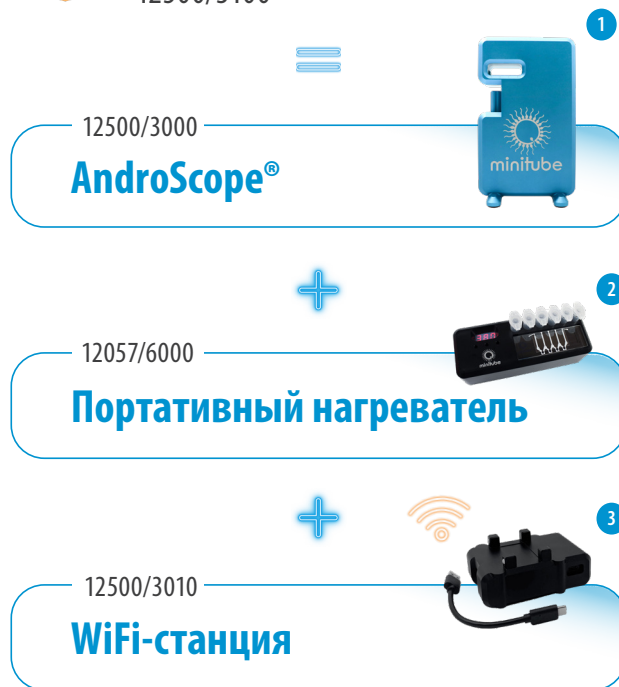 1
12500/3000
AndroScope®
minitube
2
12057/6000
minitube
Портативный нагреватель
3
12500/3010
WiFi-станция